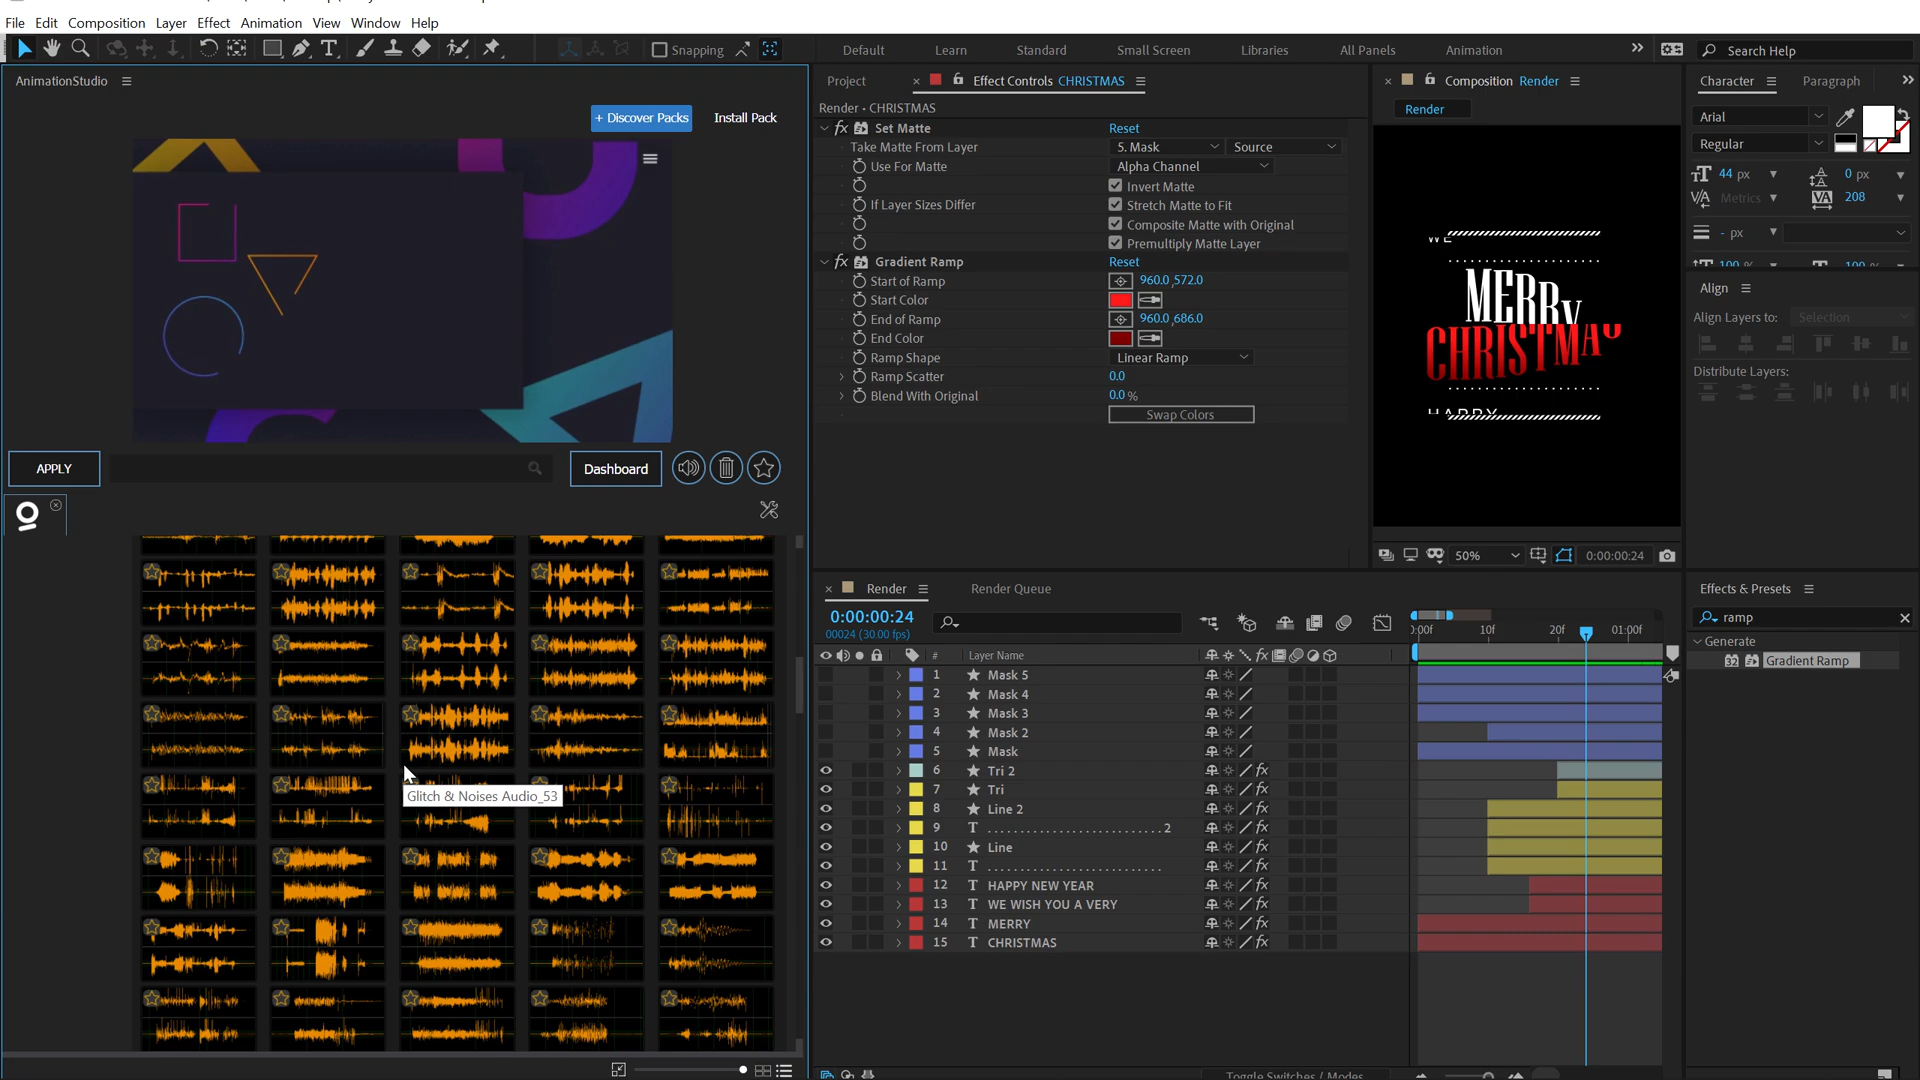 File Edit Composition Layer Effect Animation View Window Help
Snapping
Default Learn Standard Small Screen Libraries All Panels Animation
Search Help
AnimationStudio
+ Discover Packs Install Pack
APPLY
Dashboard
Glitch & Noises Audio_53
Project Effect Controls CHRISTMAS
Render • CHRISTMAS
fx Set Matte Reset
Take Matte From Layer 5. Mask Source
Use For Matte Alpha Channel
Invert Matte
If Layer Sizes Differ Stretch Matte to Fit
Composite Matte with Original
Premultiply Matte Layer
fx Gradient Ramp Reset
Start of Ramp 960.0,572.0
Start Color
End of Ramp 960.0,686.0
End Color
Ramp Shape Linear Ramp
Ramp Scatter 0.0
Blend With Original 0.0 %
Swap Colors
Composition Render
Render
WE
MERRY
CHRISTMA
HAPPY
50% 0:00:00:24
Character Paragraph
Arial
Regular
44 px 0 px
Metrics 208
- px
100 % 100 %
Align
Align Layers to: Selection
Distribute Layers:
Effects & Presets
ramp
Generate
32 Gradient Ramp
Render Render Queue
0:00:00:24
00024 (30.00 fps)
:00f 10f 20f 01:00f
# Layer Name
1 Mask 5
2 Mask 4
3 Mask 3
4 Mask 2
5 Mask
6 Tri 2
7 Tri
8 Line 2
9 T ........................... 2
10 Line
11 T ...........................
12 T HAPPY NEW YEAR
13 T WE WISH YOU A VERY
14 T MERRY
15 T CHRISTMAS
Toggle Switches / Modes